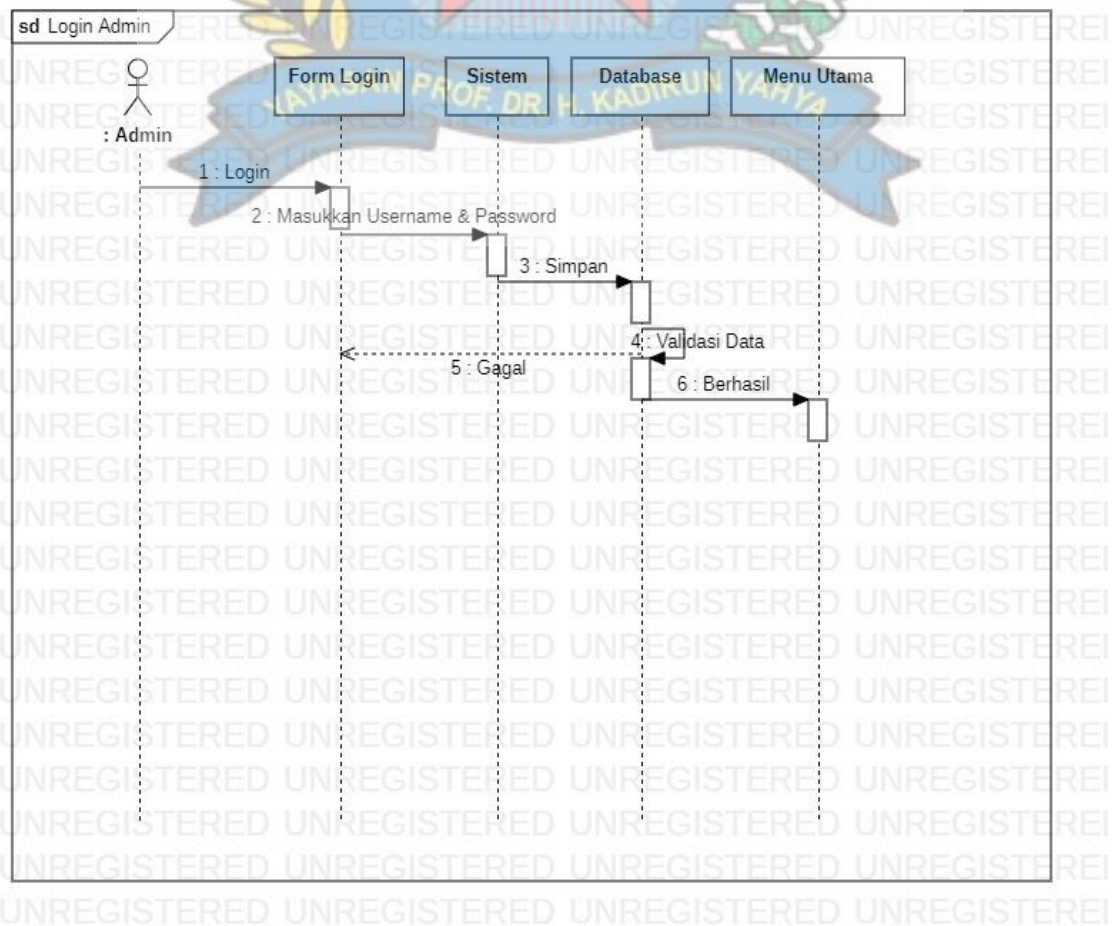 sd Login Admin
Form Login
Sistem
Database
Menu Utama
YAYASAN PROF. DR. H. KADIRUN YAHYA
: Admin
1 : Login
2 : Masukkan Username & Password
3 : Simpan
4 : Validasi Data
5 : Gagal
6 : Berhasil
UNREGISTERED UNREGISTERED UNREGISTERED UNREGISTERED